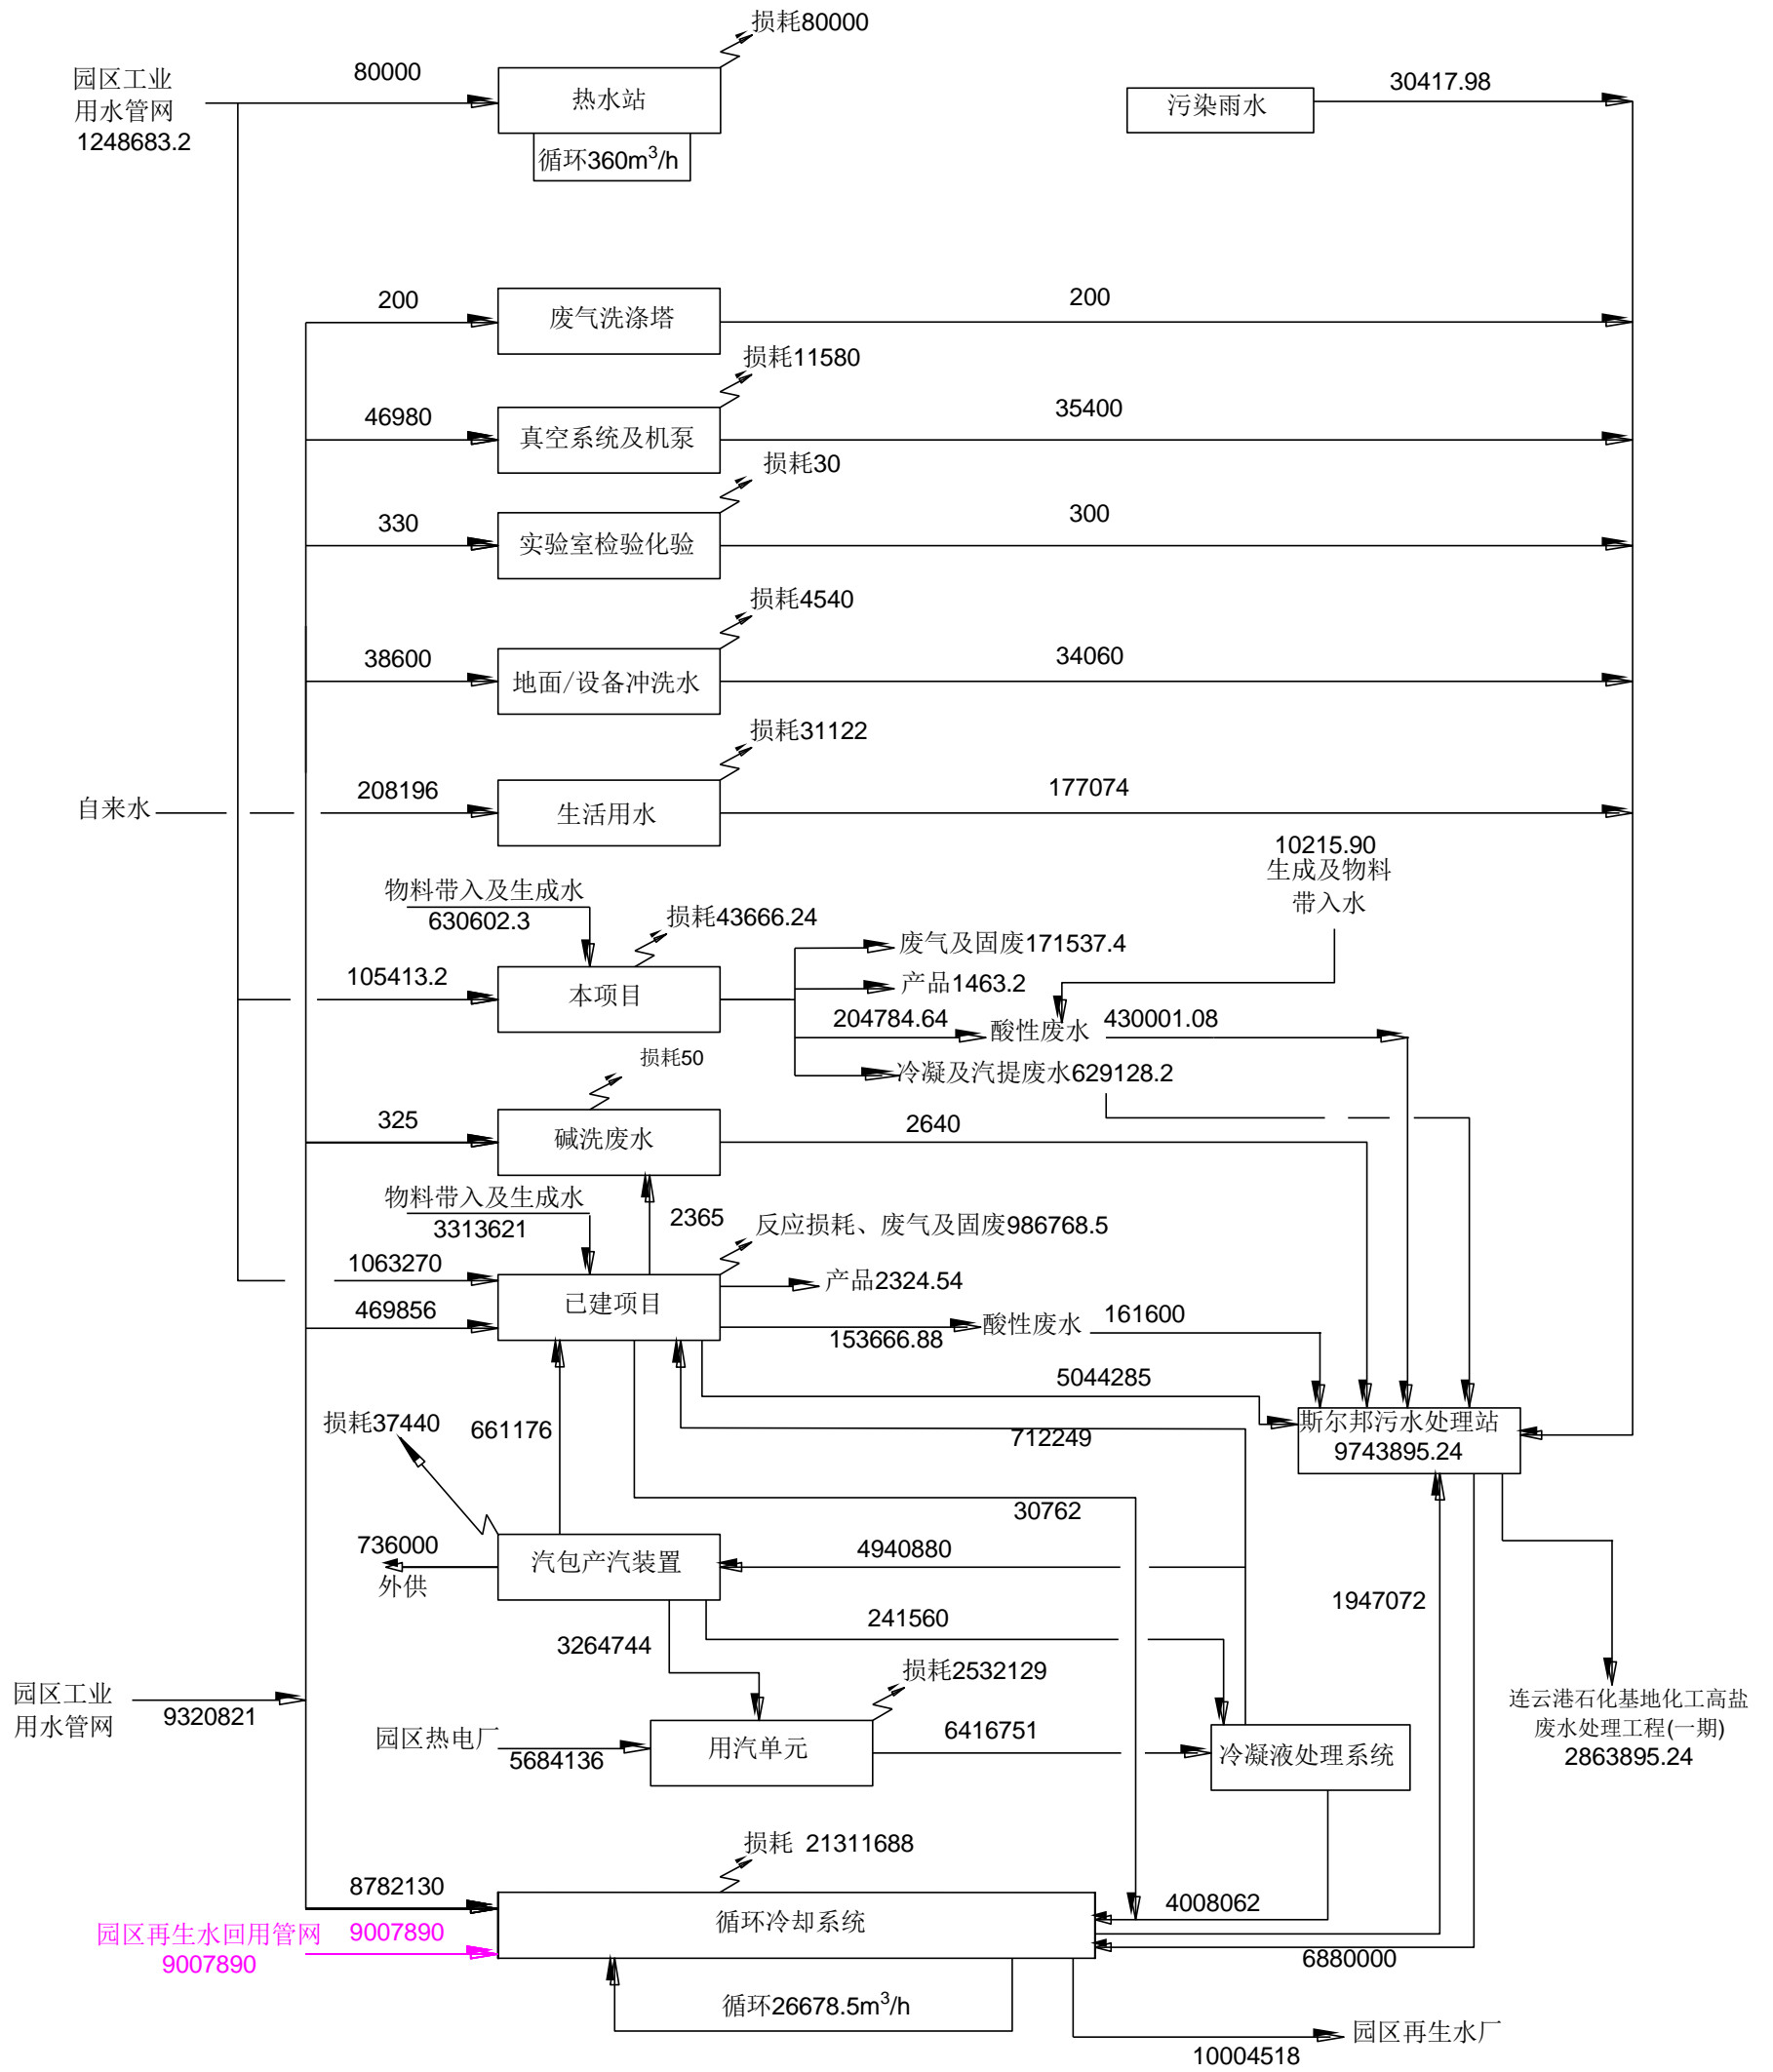 损耗80000
园区工业
用水管网
1248683.2
80000
热水站
循环360m³/h
污染雨水
30417.98
200
废气洗涤塔
200
损耗11580
46980
真空系统及机泵
35400
损耗30
330
实验室检验化验
300
损耗4540
38600
地面/设备冲洗水
34060
损耗31122
自来水
208196
生活用水
177074
10215.90
生成及物料
带入水
物料带入及生成水
630602.3
损耗43666.24
105413.2
本项目
废气及固废171537.4
产品1463.2
204784.64
酸性废水
430001.08
冷凝及汽提废水629128.2
损耗50
325
碱洗废水
2640
物料带入及生成水
3313621
2365
反应损耗、废气及固废986768.5
1063270
469856
已建项目
产品2324.54
153666.88
酸性废水
161600
5044285
斯尔邦污水处理站
9743895.24
损耗37440
661176
712249
30762
736000
外供
汽包产汽装置
4940880
1947072
241560
3264744
园区工业
用水管网
9320821
园区热电厂
5684136
用汽单元
损耗2532129
6416751
冷凝液处理系统
连云港石化基地化工高盐
废水处理工程(一期)
2863895.24
损耗 21311688
8782130
循环冷却系统
4008062
园区再生水回用管网
9007890
9007890
6880000
循环26678.5m³/h
园区再生水厂
10004518